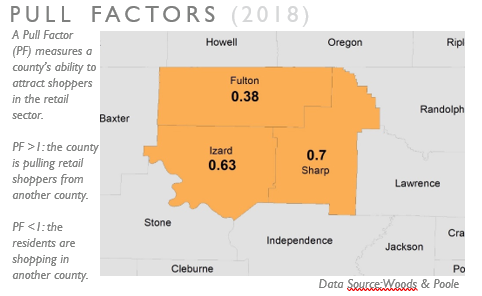 PULL FACTORS (2018)
A Pull Factor
(PF) measures a
county's ability to
attract shoppers
in the retail
sector.
PF >1: the county
is pulling retail
shoppers from
another county.
PF <1: the
residents are
shopping in
another county.
Howell
Oregon
Ripl
Fulton
0.38
Baxter
Randolph
Izard
0.63
0.7
Sharp
Lawrence
Stone
Independence
Jackson
Cra
Cleburne
Po
Data Source:Woods & Poole